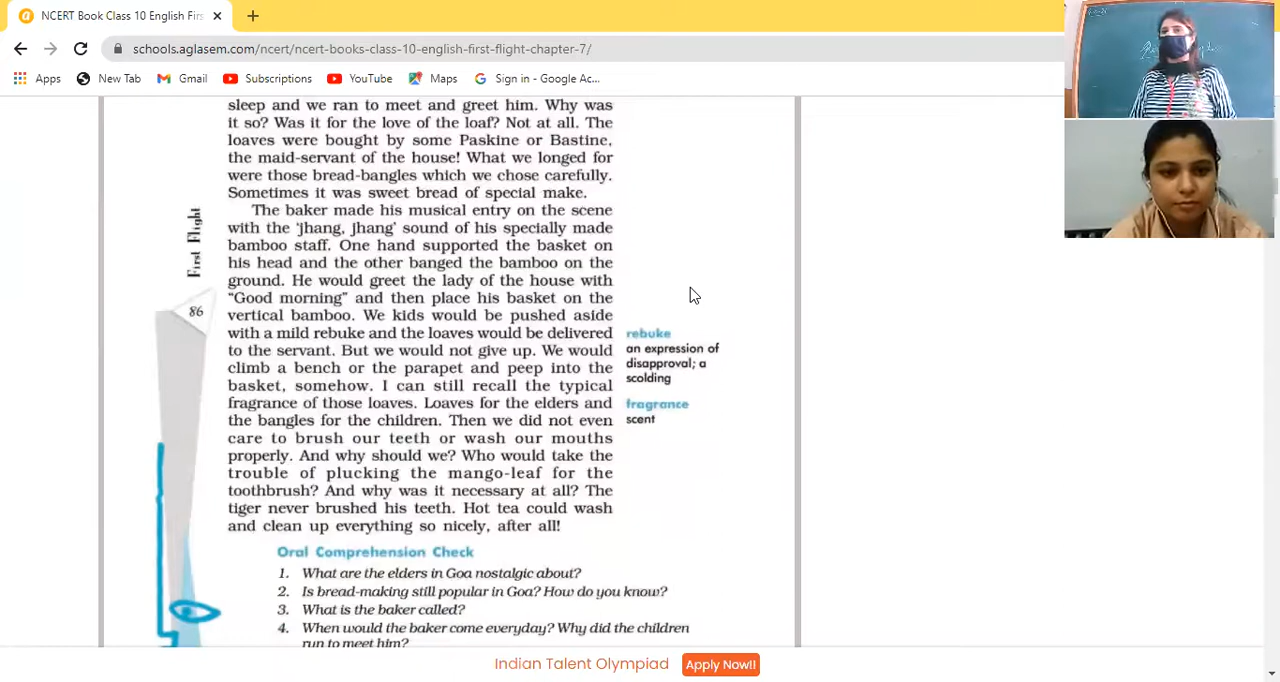 NCERT Book Class 10 English Firs
schools.aglasem.com/ncert/ncert-books-class-10-english-first-flight-chapter-7/
Apps New Tab Gmail Subscriptions YouTube Maps Sign in - Google Ac...
sleep and we ran to meet and greet him. Why was
it so? Was it for the love of the loaf? Not at all. The
loaves were bought by some Paskine or Bastine,
the maid-servant of the house! What we longed for
were those bread-bangles which we chose carefully.
Sometimes it was sweet bread of special make.
The baker made his musical entry on the scene
with the 'jhang, jhang' sound of his specially made
bamboo staff. One hand supported the basket on
his head and the other banged the bamboo on the
ground. He would greet the lady of the house with
"Good morning" and then place his basket on the
vertical bamboo. We kids would be pushed aside
with a mild rebuke and the loaves would be delivered
to the servant. But we would not give up. We would
climb a bench or the parapet and peep into the
basket, somehow. I can still recall the typical
fragrance of those loaves. Loaves for the elders and
the bangles for the children. Then we did not even
care to brush our teeth or wash our mouths
properly. And why should we? Who would take the
trouble of plucking the mango-leaf for the
toothbrush? And why was it necessary at all? The
tiger never brushed his teeth. Hot tea could wash
and clean up everything so nicely, after all!
First Flight
86
rebuke
an expression of
disapproval; a
scolding
fragrance
scent
Oral Comprehension Check
1. What are the elders in Goa nostalgic about?
2. Is bread-making still popular in Goa? How do you know?
3. What is the baker called?
4. When would the baker come everyday? Why did the children
run to meet him?
Indian Talent Olympiad Apply Now!!